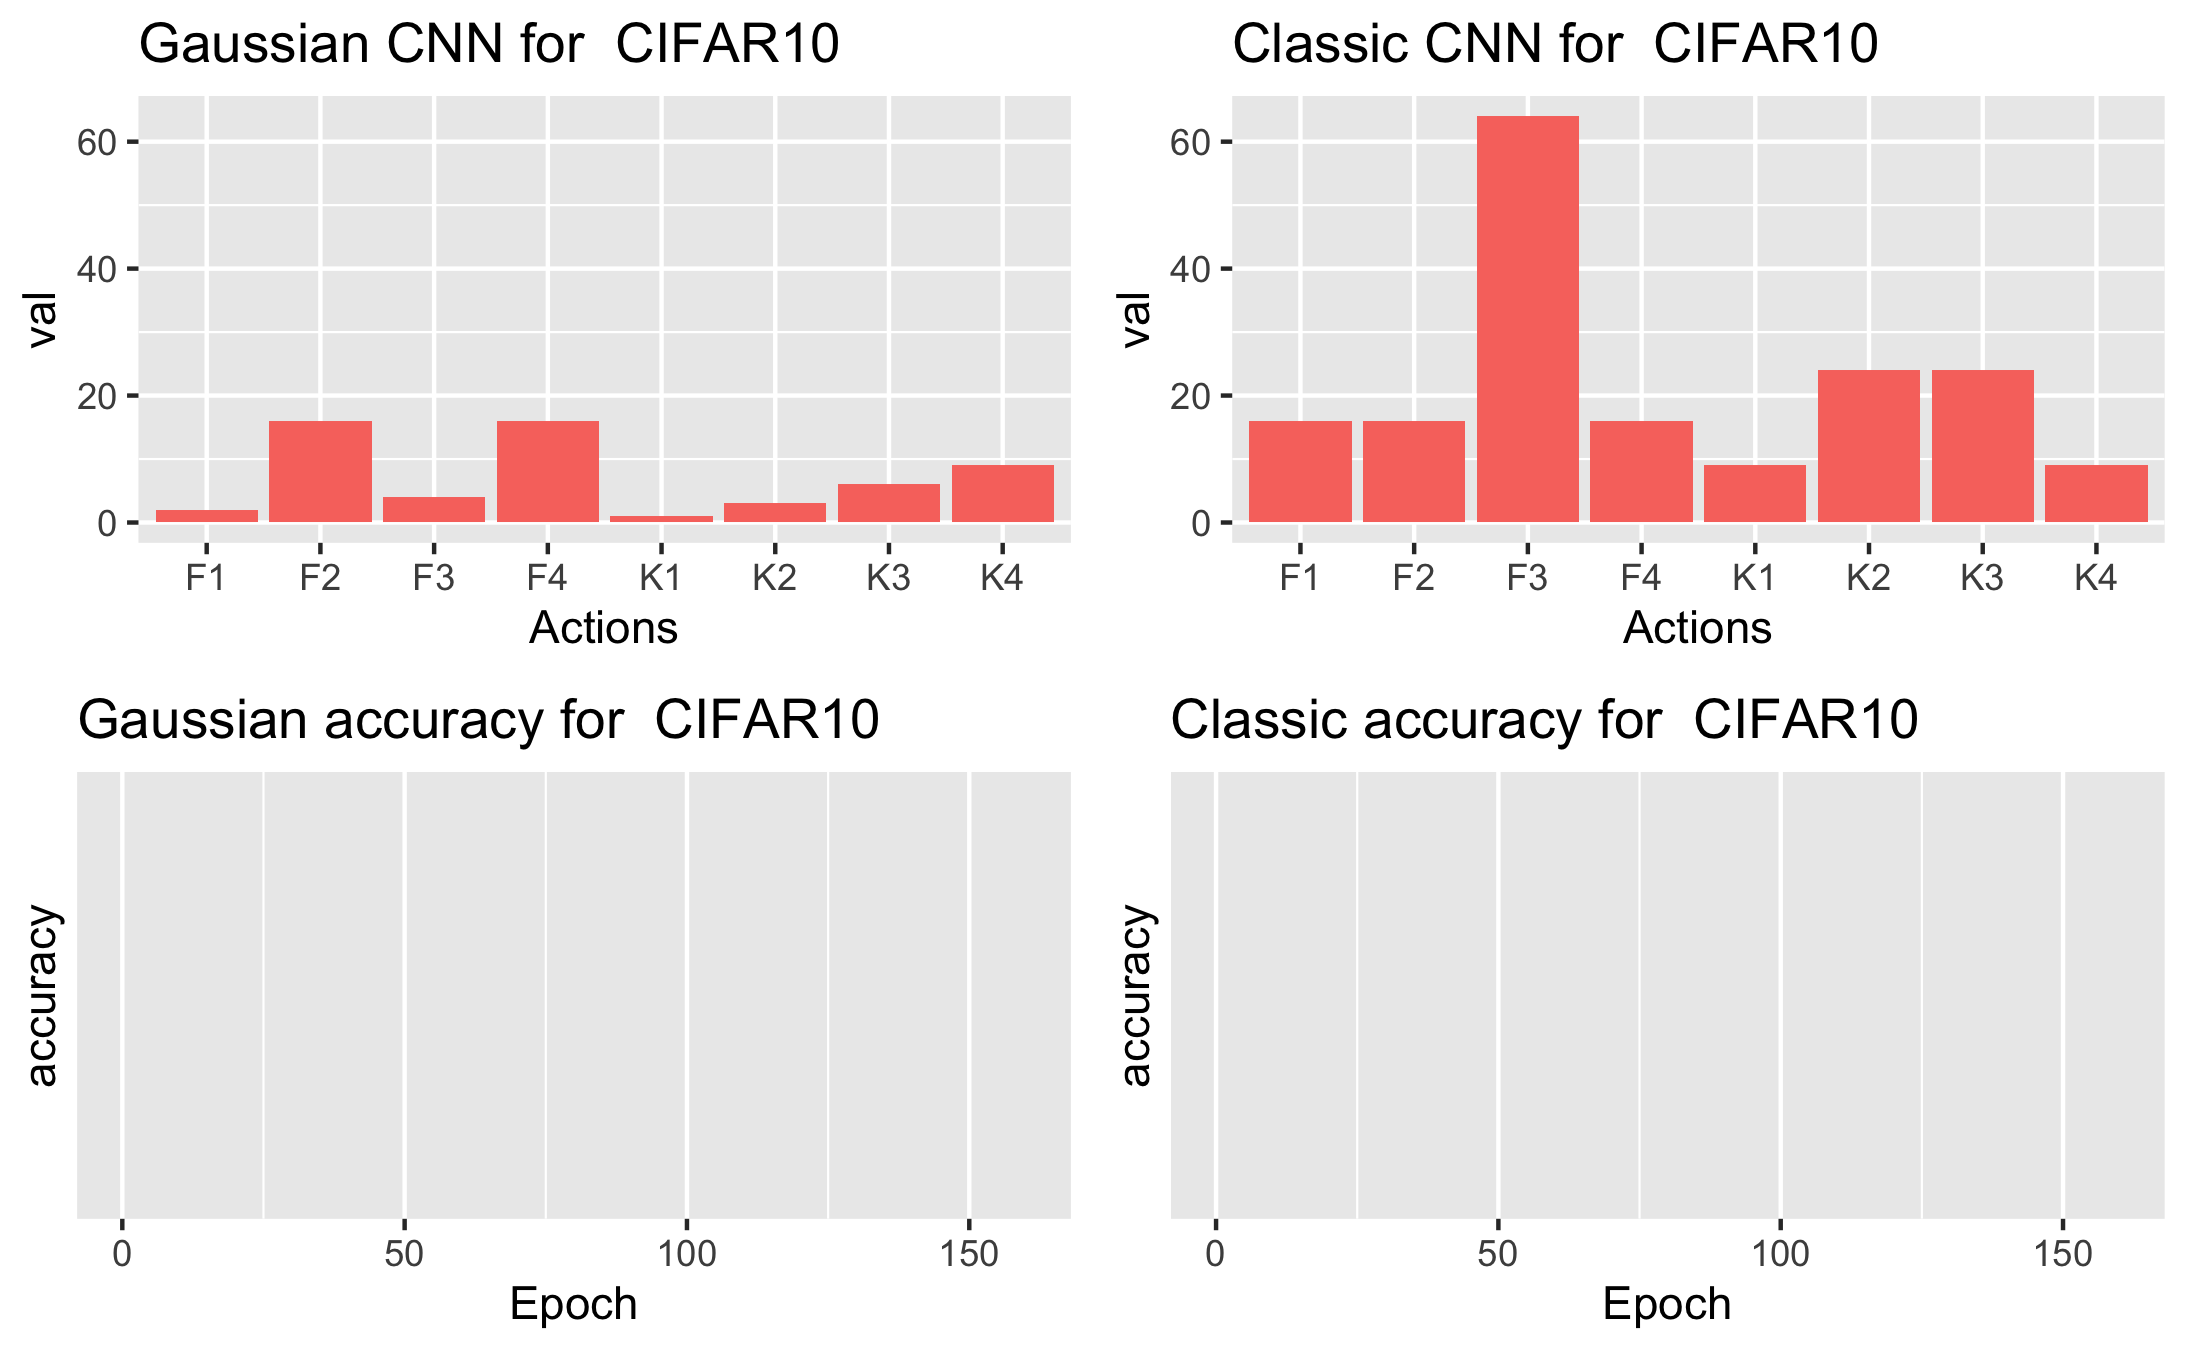 Gaussian CNN for  CIFAR10
60
40
20
0
val
F1 F2 F3 F4 K1 K2 K3 K4
Actions
Classic CNN for  CIFAR10
60
40
20
0
val
F1 F2 F3 F4 K1 K2 K3 K4
Actions
Gaussian accuracy for  CIFAR10
accuracy
0 50 100 150
Epoch
Classic accuracy for  CIFAR10
accuracy
0 50 100 150
Epoch